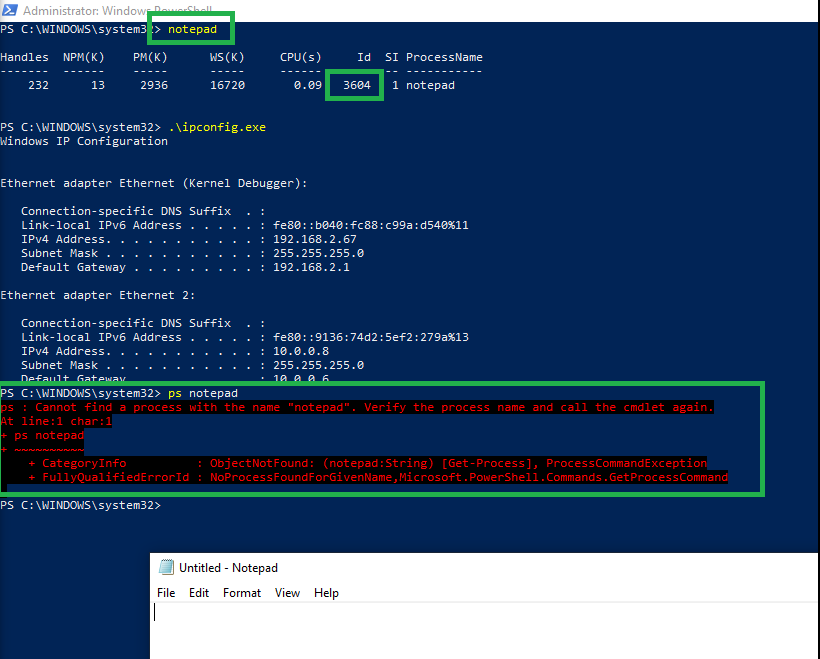 Administrator: Windows PowerShell
PS C:\WINDOWS\system32> notepad
Handles NPM(K) PM(K) WS(K) CPU(s) Id SI ProcessName
------- ------ ----- ----- ------ -- -- -----------
232 13 2936 16720 0.09 3604 1 notepad
PS C:\WINDOWS\system32> .\ipconfig.exe
Windows IP Configuration
Ethernet adapter Ethernet (Kernel Debugger):
Connection-specific DNS Suffix . :
Link-local IPv6 Address . . . . . : fe80::b040:fc88:c99a:d540%11
IPv4 Address. . . . . . . . . . . : 192.168.2.67
Subnet Mask . . . . . . . . . . . : 255.255.255.0
Default Gateway . . . . . . . . . : 192.168.2.1
Ethernet adapter Ethernet 2:
Connection-specific DNS Suffix . :
Link-local IPv6 Address . . . . . : fe80::9136:74d2:5ef2:279a%13
IPv4 Address. . . . . . . . . . . : 10.0.0.8
Subnet Mask . . . . . . . . . . . : 255.255.255.0
Default Gateway . . . . . . . . . : 10.0.0.6
PS C:\WINDOWS\system32> ps notepad
ps : Cannot find a process with the name "notepad". Verify the process name and call the cmdlet again.
At line:1 char:1
+ ps notepad
+ ~~~~~~~~~~
+ CategoryInfo : ObjectNotFound: (notepad:String) [Get-Process], ProcessCommandException
+ FullyQualifiedErrorId : NoProcessFoundForGivenName,Microsoft.PowerShell.Commands.GetProcessCommand
PS C:\WINDOWS\system32>
Untitled - Notepad
File Edit Format View Help